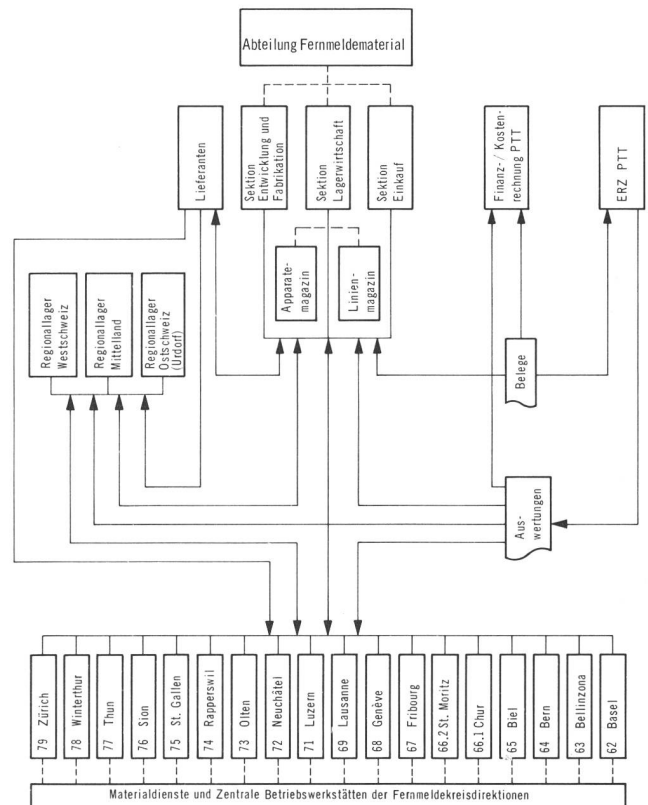 Abteilung Fernmeldematerial
Lieferanten
Sektion
Entwicklung und
Fabrikation
Sektion
Lagerwirtschaft
Sektion
Einkauf
Finanz-/Kosten-
rechnung PTT
ERZ PTT
Regionallager
Westschweiz
Regionallager
Mittelland
Regionallager
Ostschweiz
(Urdorf)
Apparate-
magazin
Linien-
magazin
Belege
Aus-
wertungen
79 Zürich
78 Winterthur
77 Thun
76 Sion
75 St. Gallen
74 Rapperswil
73 Olten
72 Neuchâtel
71 Luzern
69 Lausanne
68 Genève
67 Fribourg
66.2 St. Moritz
66.1 Chur
65 Biel
64 Bern
63 Bellinzona
62 Basel
Materialdienste und Zentrale Betriebswerkstätten der Fernmeldekreisdirektionen